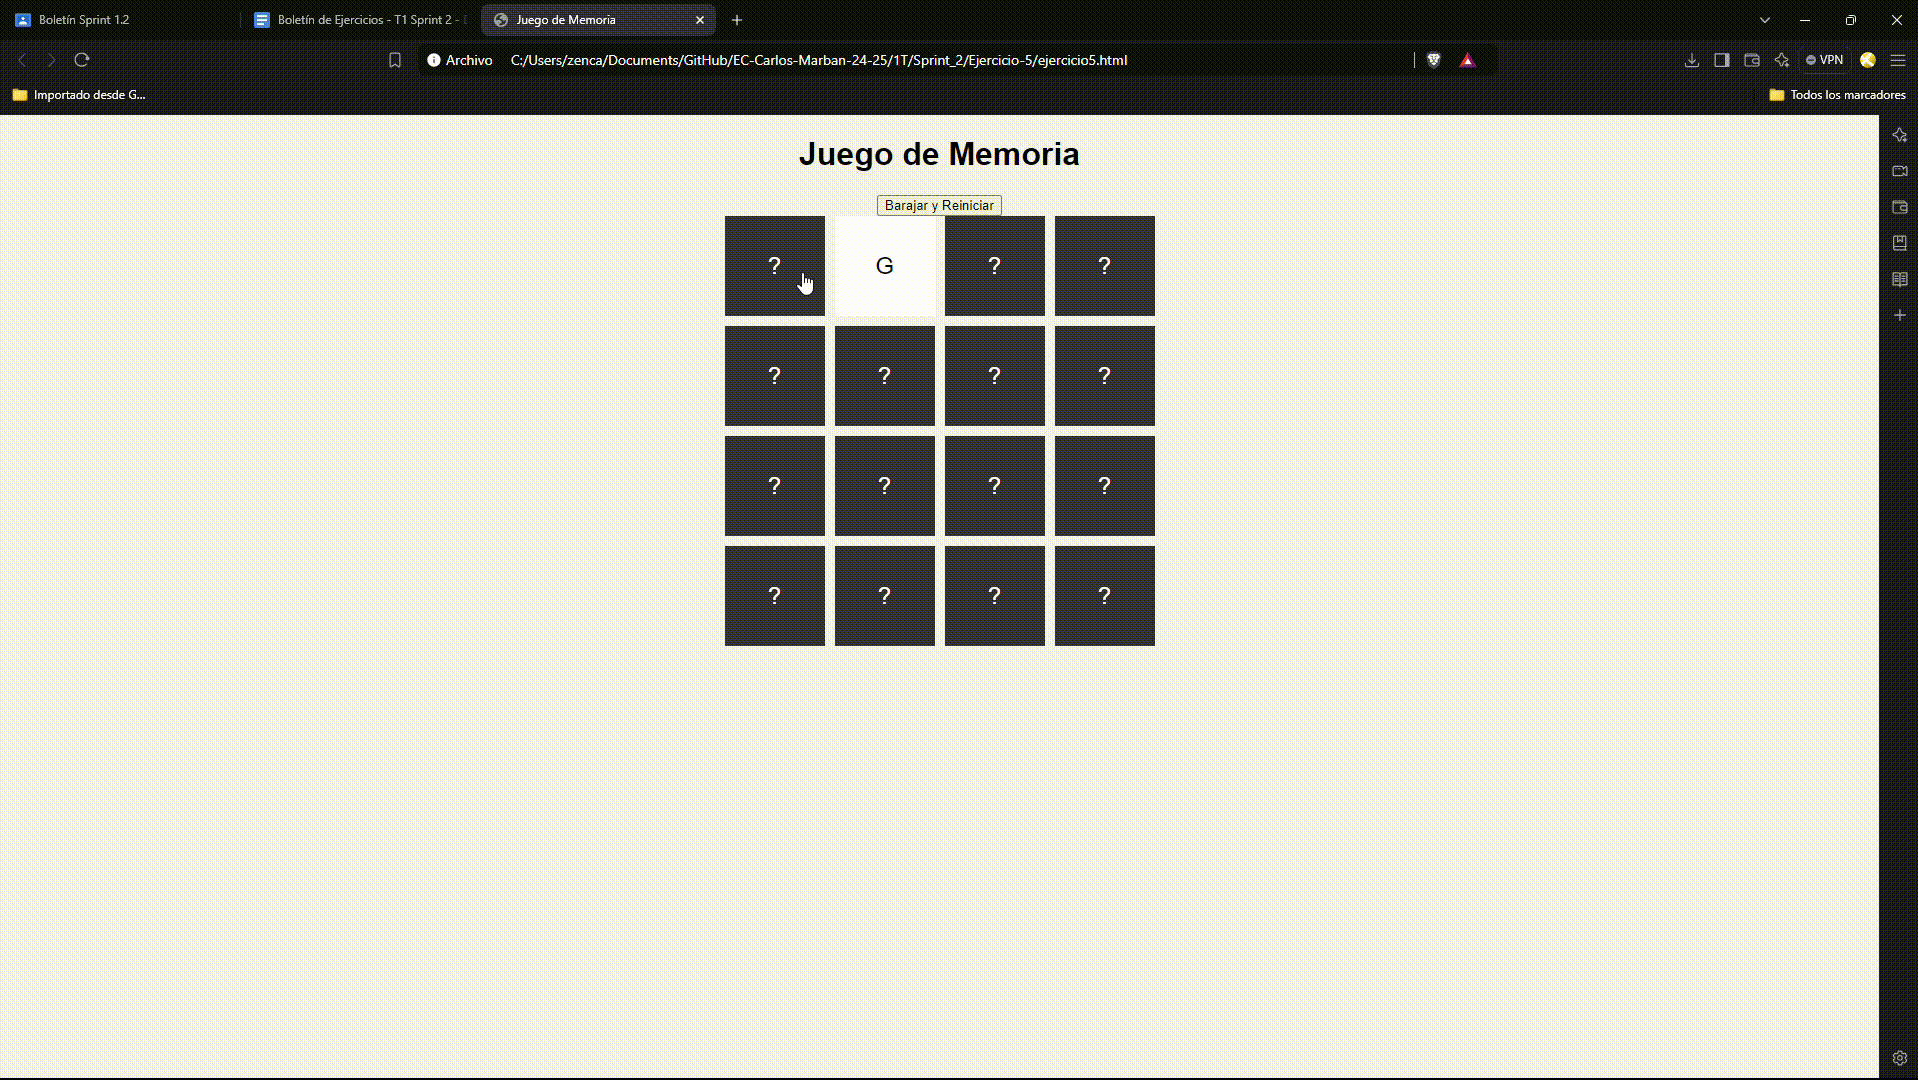 Boletín Sprint 1.2
Boletín de Ejercicios - T1 Sprint 2 -
Juego de Memoria
Archivo C:/Users/zenca/Documents/GitHub/EC-Carlos-Marban-24-25/1T/Sprint_2/Ejercicio-5/ejercicio5.html
VPN
Importado desde G...
Todos los marcadores
Juego de Memoria
Barajar y Reiniciar
? G ? ?
? ? ? ?
? ? ? ?
? ? ? ?